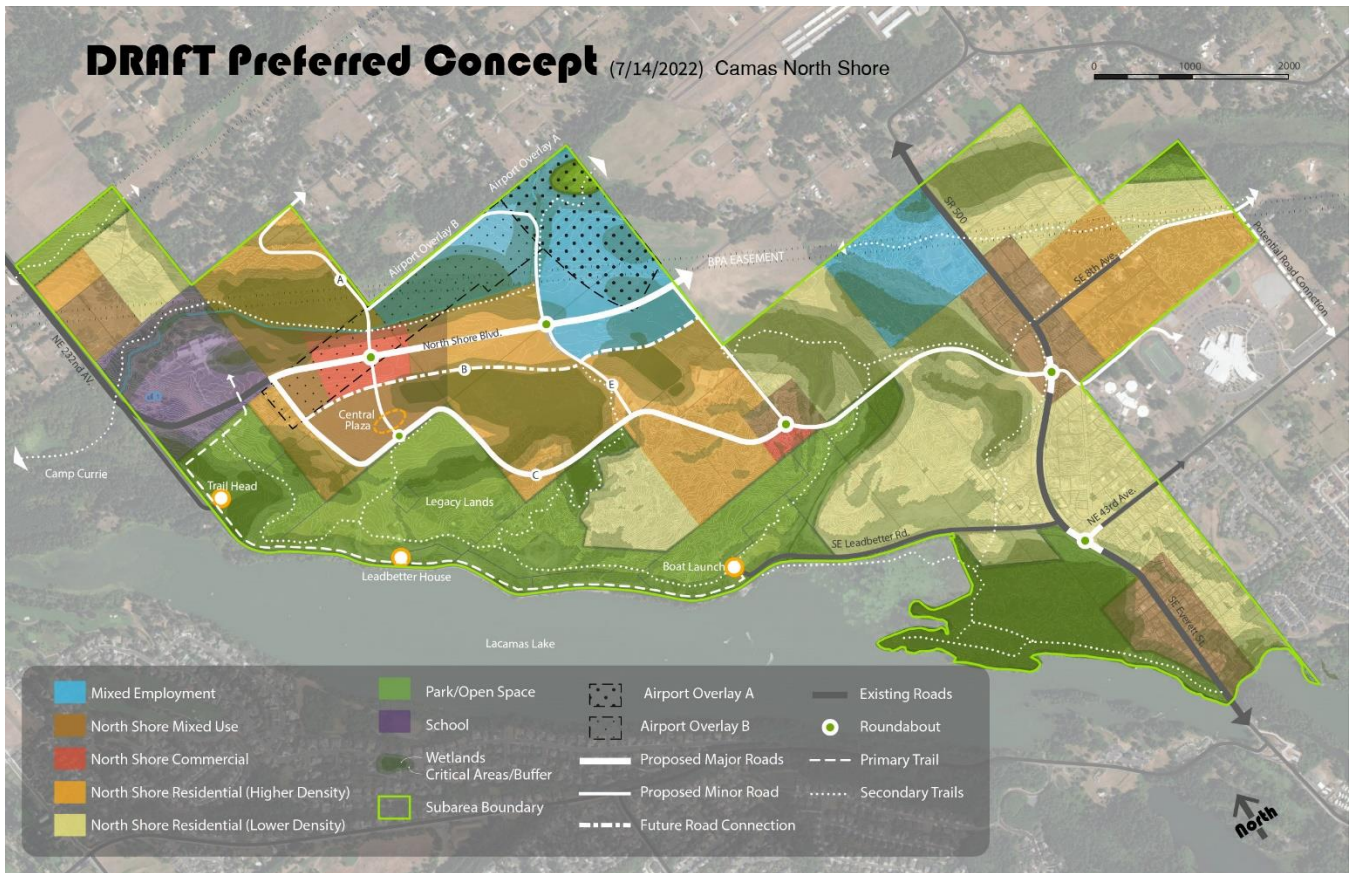 DRAFT Preferred Concept (7/14/2022) Camas North Shore
0 1000 2000
Airport Overlay A
Airport Overlay B
SR 500
BPA EASEMENT
SE 8th Ave.
Potential Road Connction
A
NE 232nd AV.
North Shore Blvd.
B
E
Central
Plaza
C
Camp Currie
Trail Head
Legacy Lands
NE 43rd Ave.
SE Leadbetter Rd.
Leadbetter House
Boat Launch
SE Everett St.
Lacamas Lake
Mixed Employment
North Shore Mixed Use
North Shore Commercial
North Shore Residential (Higher Density)
North Shore Residential (Lower Density)
Park/Open Space
School
Wetlands
Critical Areas/Buffer
Subarea Boundary
Airport Overlay A
Airport Overlay B
Proposed Major Roads
Proposed Minor Road
Future Road Connection
Existing Roads
Roundabout
Primary Trail
Secondary Trails
North